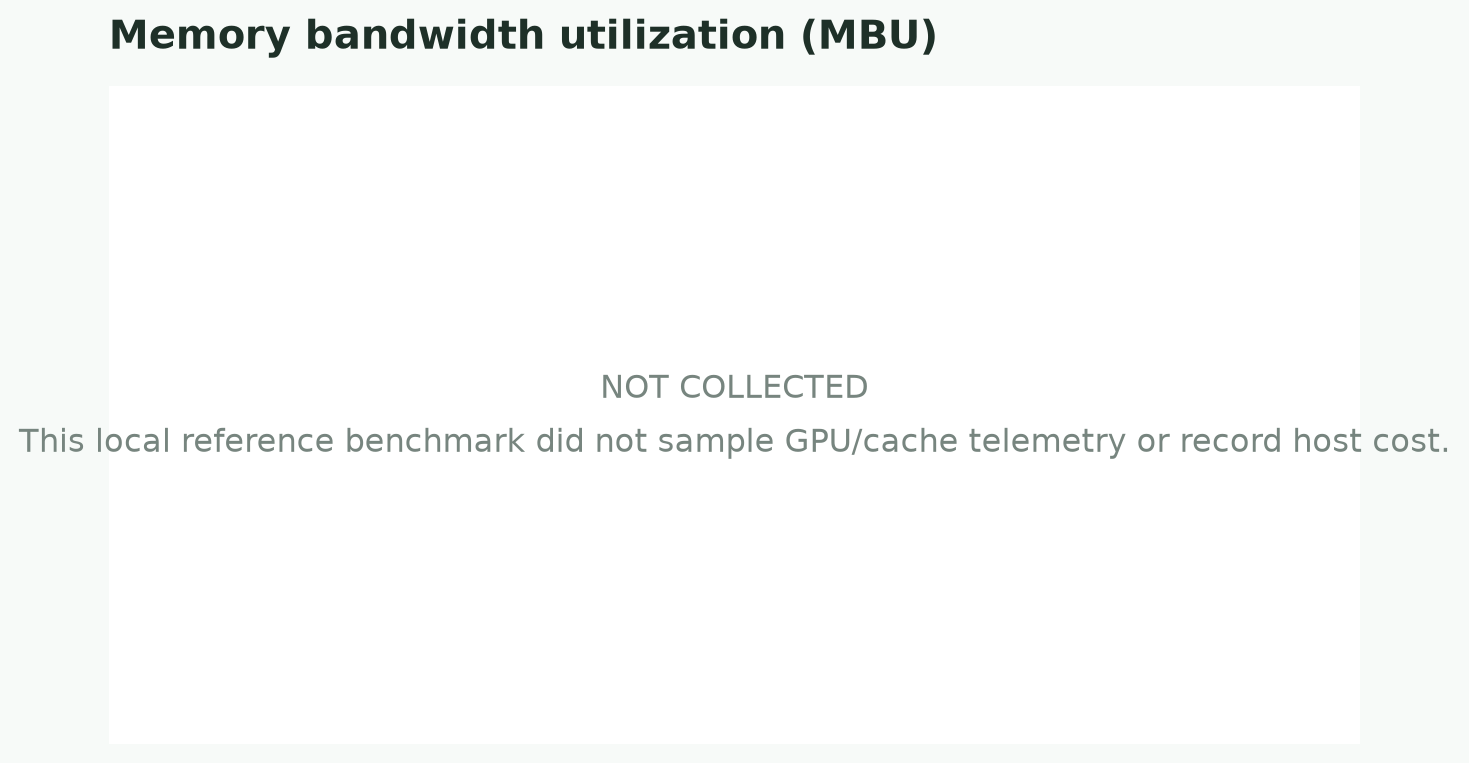 Memory bandwidth utilization (MBU)
NOT COLLECTED
This local reference benchmark did not sample GPU/cache telemetry or record host cost.